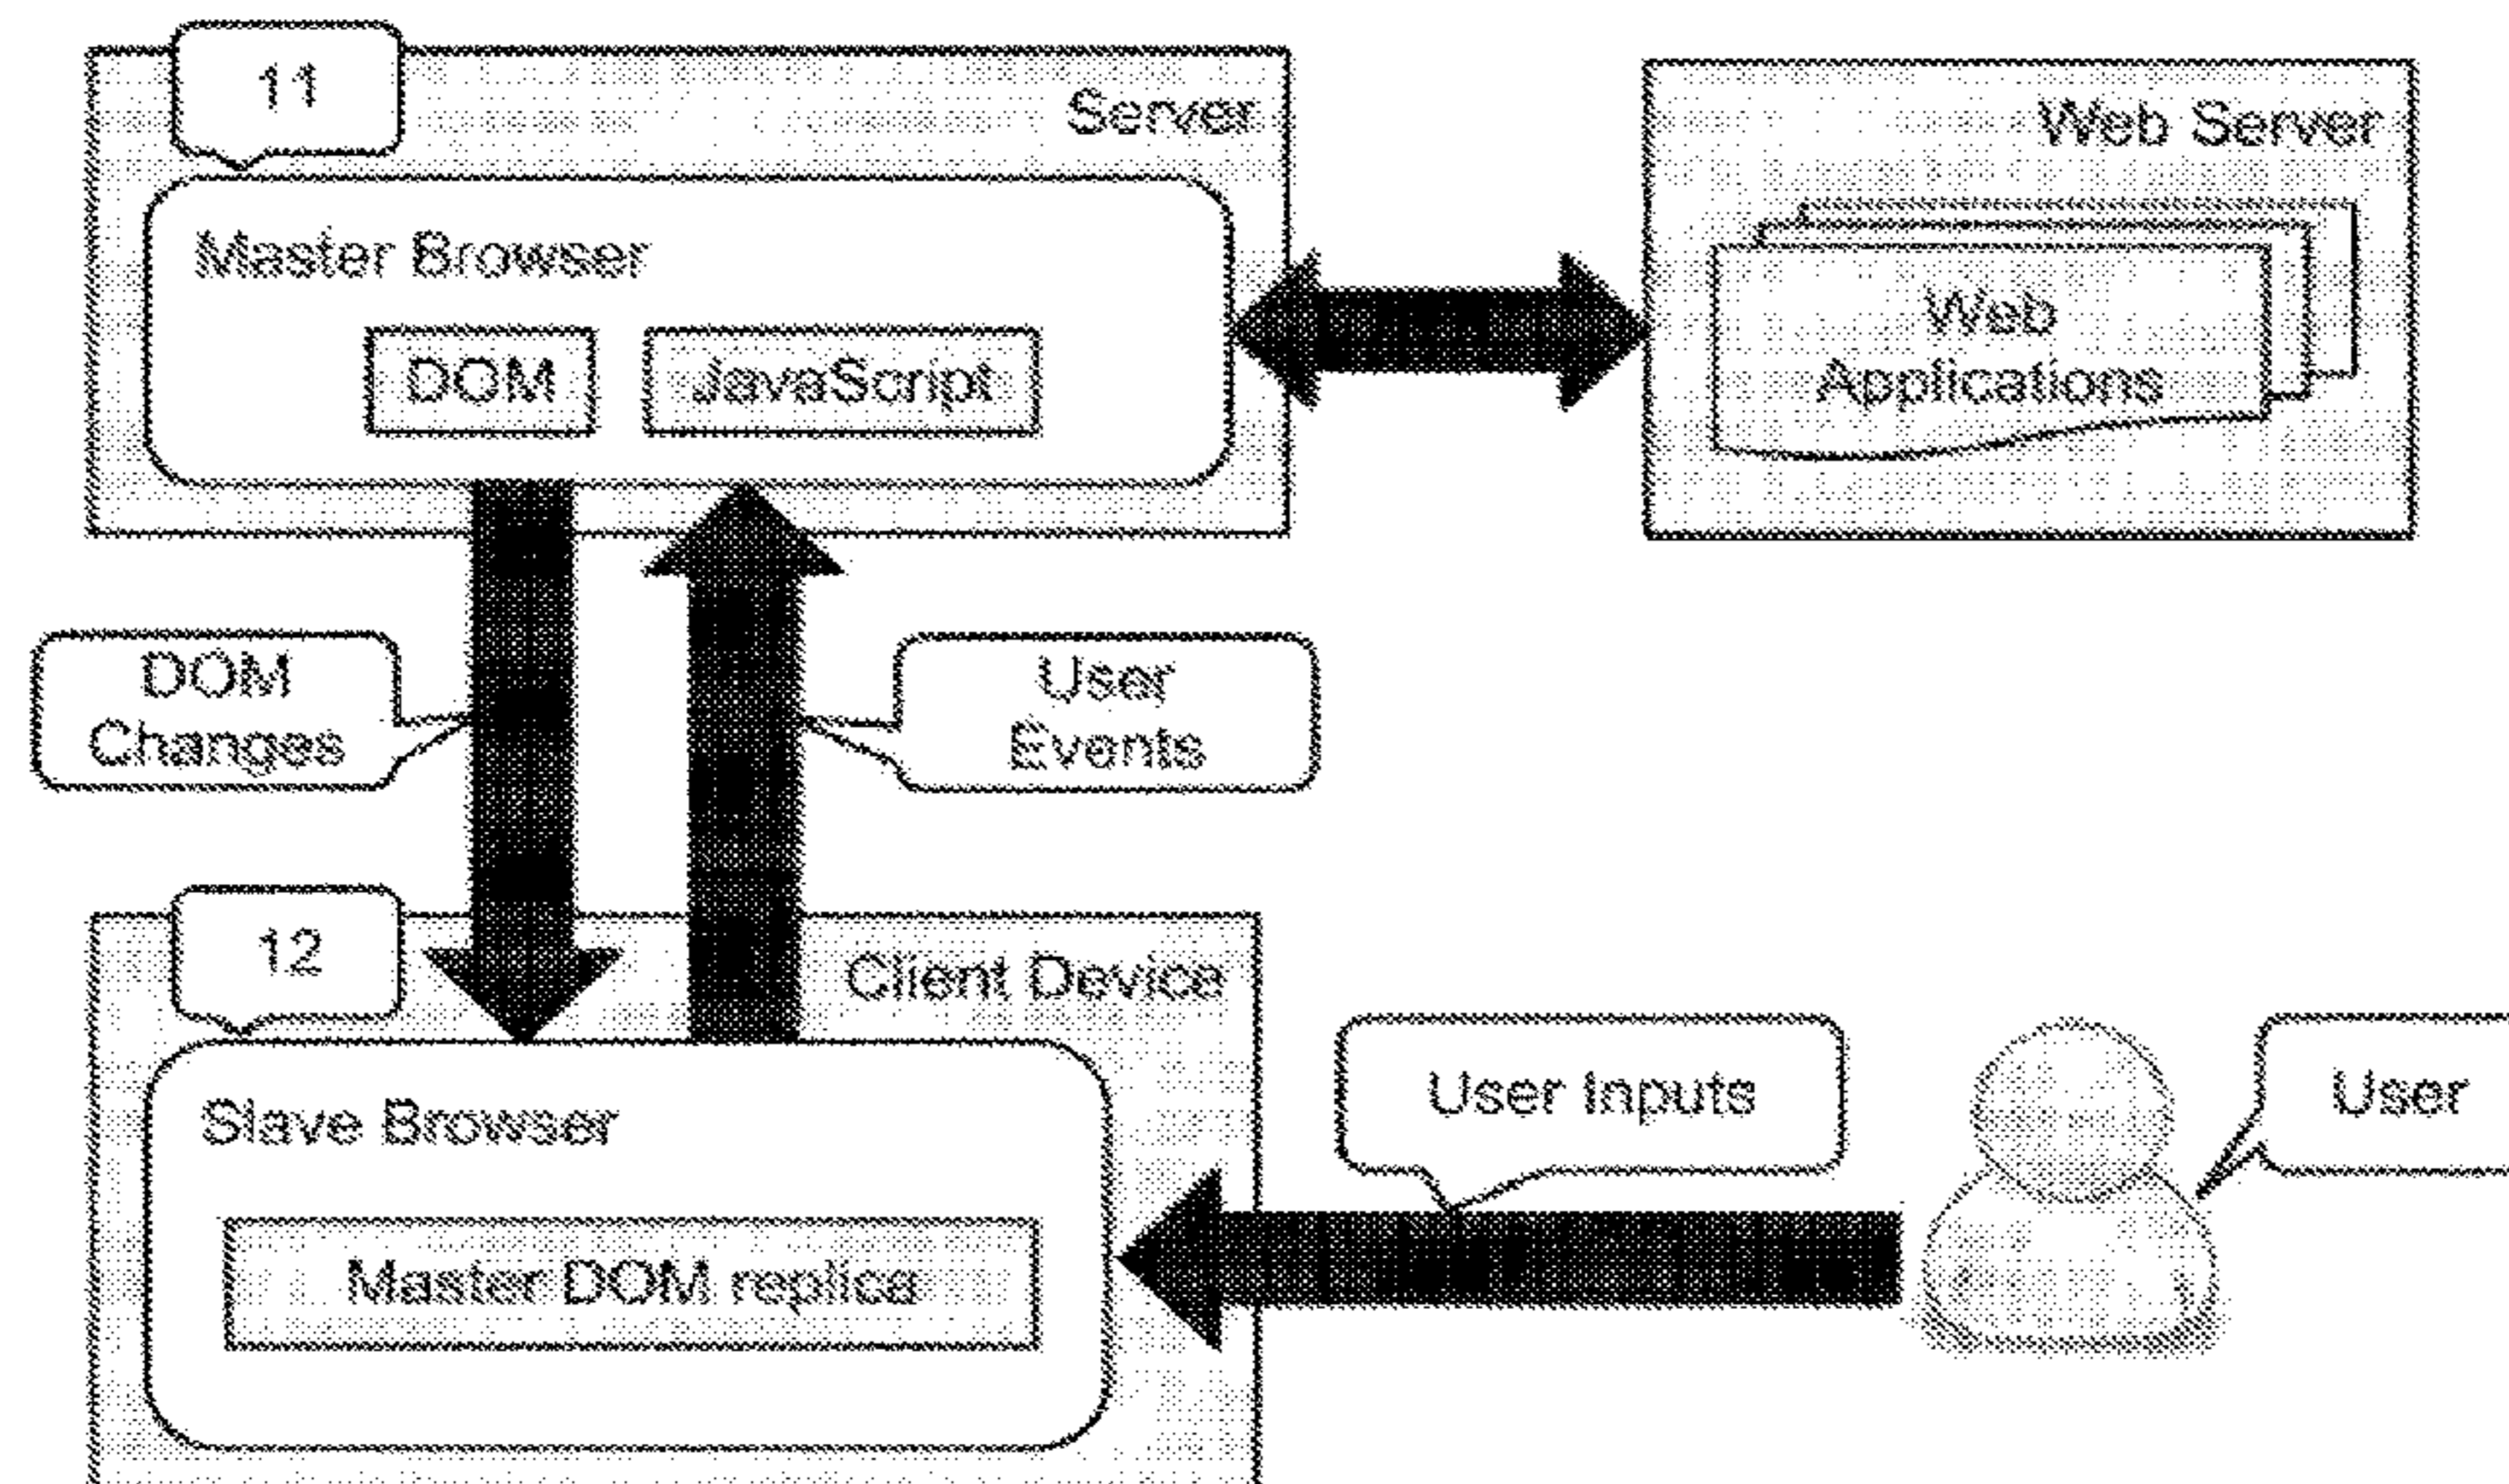 11
Server
Web Server
Master Browser
DOM
JavaScript
Web
Applications
DOM
Changes
User
Events
12
Client Device
Slave Browser
Master DOM replica
User Inputs
User